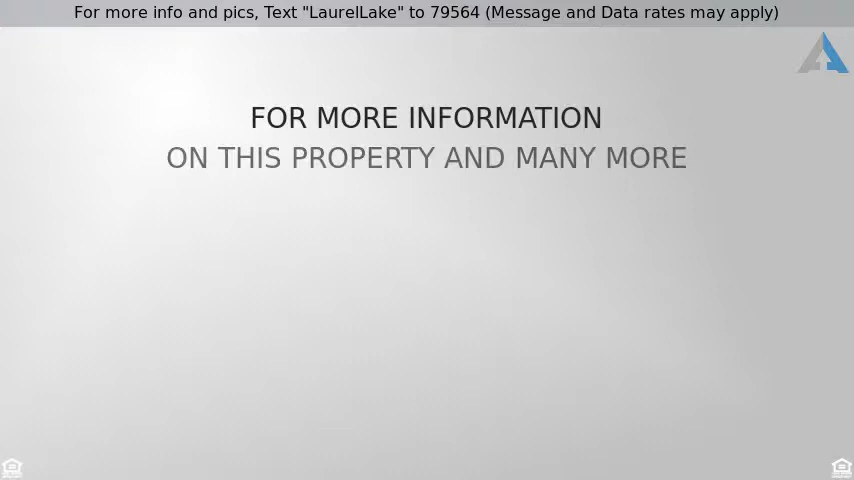 For more info and pics, Text "LaurelLake" to 79564 (Message and Data rates may apply)
FOR MORE INFORMATION
ON THIS PROPERTY AND MANY MORE